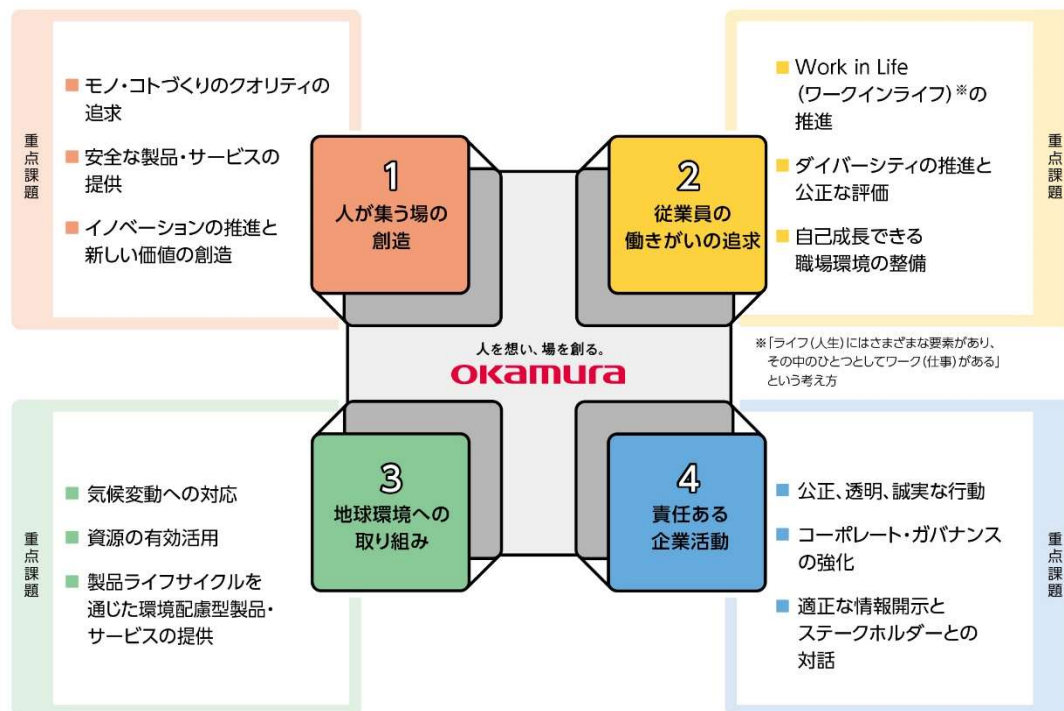 重点課題
モノ・コトづくりのクオリティの
追求
安全な製品・サービスの
提供
イノベーションの推進と
新しい価値の創造
1
人が集う場の
創造
2
従業員の
働きがいの追求
Work in Life
(ワークインライフ)※の
推進
ダイバーシティの推進と
公正な評価
自己成長できる
職場環境の整備
重点課題
※「ライフ(人生)にはさまざまな要素があり、
その中のひとつとしてワーク(仕事)がある」
という考え方
人を想い、場を創る。
okamura
重点課題
気候変動への対応
資源の有効活用
製品ライフサイクルを
通じた環境配慮型製品・
サービスの提供
3
地球環境への
取り組み
4
責任ある
企業活動
公正、透明、誠実な行動
コーポレート・ガバナンス
の強化
適正な情報開示と
ステークホルダーとの
対話
重点課題